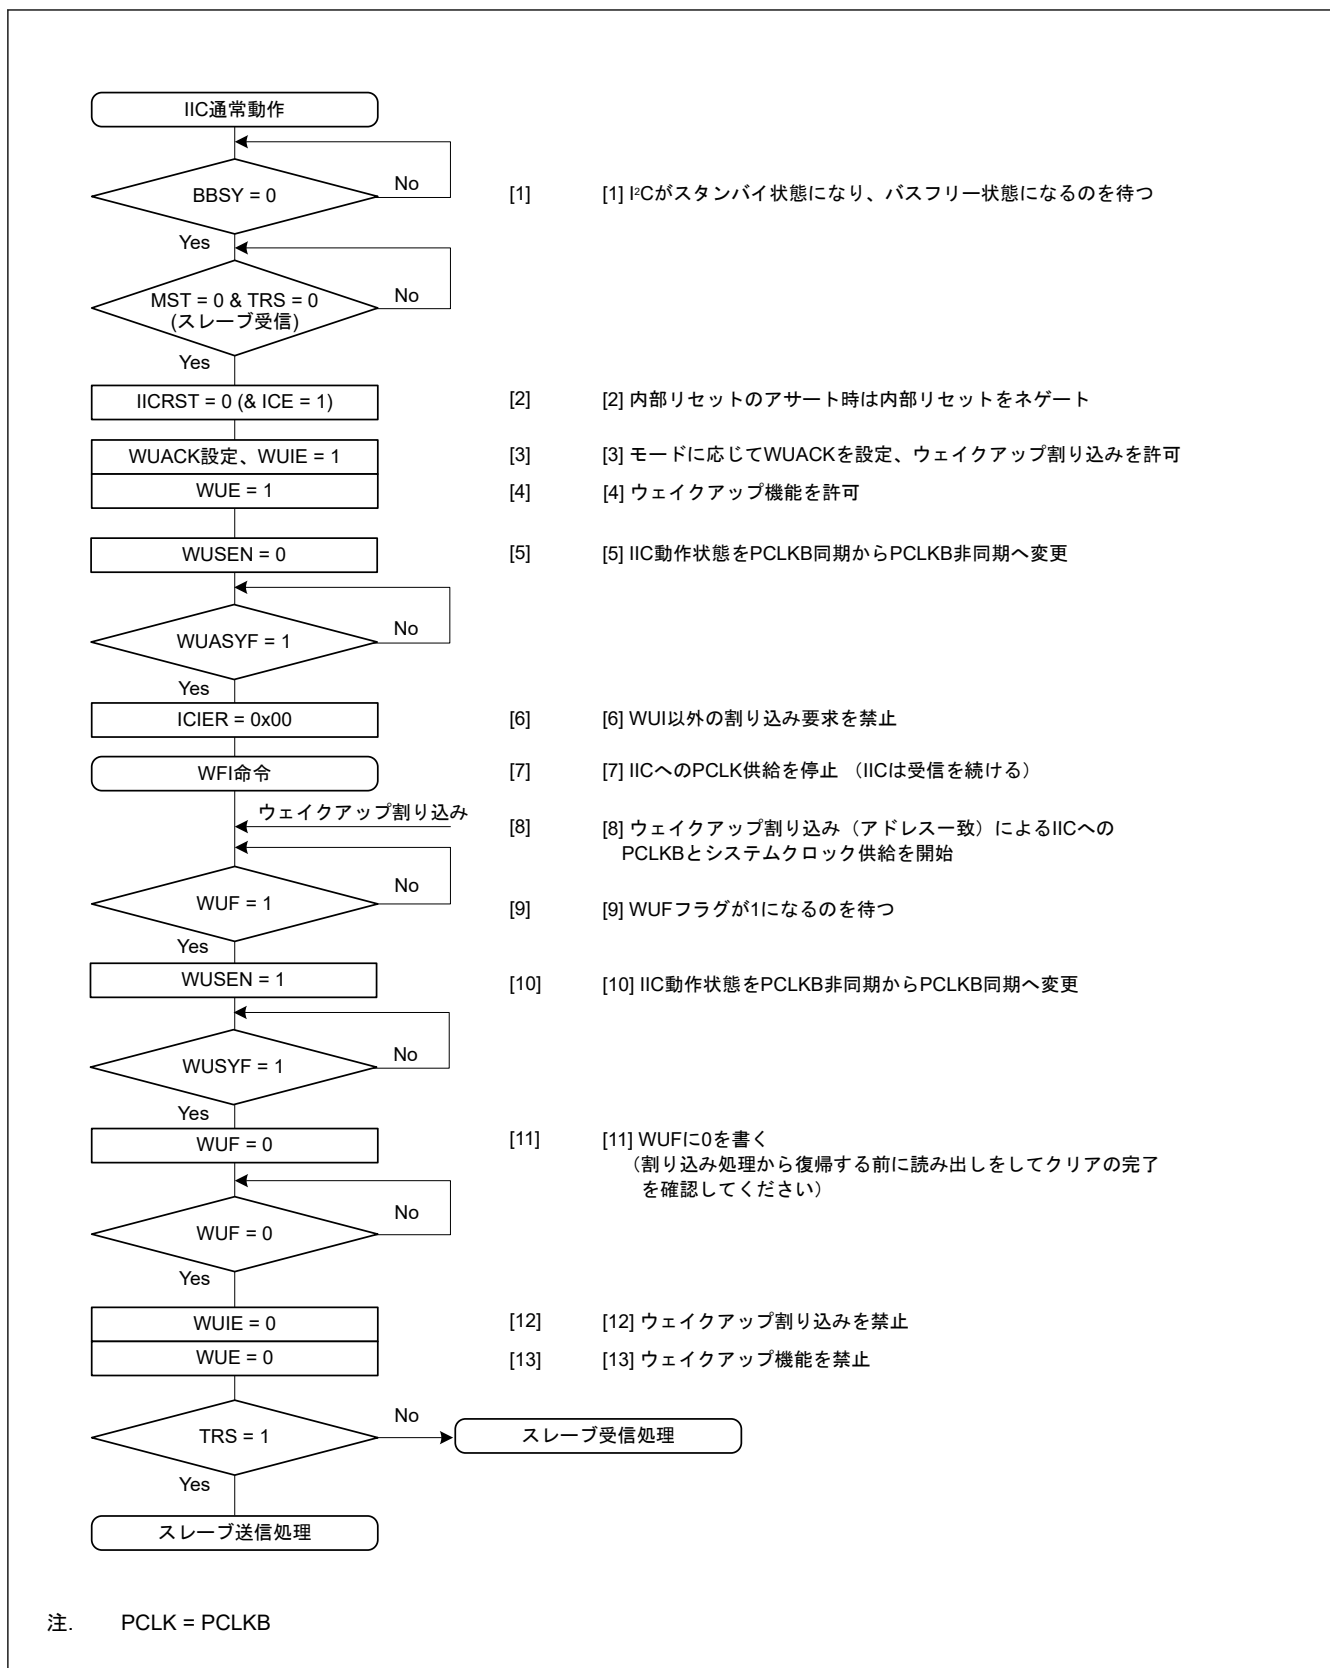 IIC通常動作
BBSY = 0
No
[1]
[1] I²Cがスタンバイ状態になり、バスフリー状態になるのを待つ
Yes
MST = 0 & TRS = 0
(スレーブ受信)
No
Yes
IICRST = 0 (& ICE = 1)
[2]
[2] 内部リセットのアサート時は内部リセットをネゲート
WUACK設定、WUIE = 1
[3]
[3] モードに応じてWUACKを設定、ウェイクアップ割り込みを許可
WUE = 1
[4]
[4] ウェイクアップ機能を許可
WUSEN = 0
[5]
[5] IIC動作状態をPCLKB同期からPCLKB非同期へ変更
WUASYF = 1
No
Yes
ICIER = 0x00
[6]
[6] WUI以外の割り込み要求を禁止
WFI命令
[7]
[7] IICへのPCLK供給を停止 （IICは受信を続ける）
ウェイクアップ割り込み
[8]
[8] ウェイクアップ割り込み（アドレス一致）によるIICへの
PCLKBとシステムクロック供給を開始
WUF = 1
No
[9]
[9] WUFフラグが1になるのを待つ
Yes
WUSEN = 1
[10]
[10] IIC動作状態をPCLKB非同期からPCLKB同期へ変更
WUSYF = 1
No
Yes
WUF = 0
[11]
[11] WUFに0を書く
（割り込み処理から復帰する前に読み出しをしてクリアの完了
を確認してください）
WUF = 0
No
Yes
WUIE = 0
[12]
[12] ウェイクアップ割り込みを禁止
WUE = 0
[13]
[13] ウェイクアップ機能を禁止
TRS = 1
No
スレーブ受信処理
Yes
スレーブ送信処理
注. PCLK = PCLKB